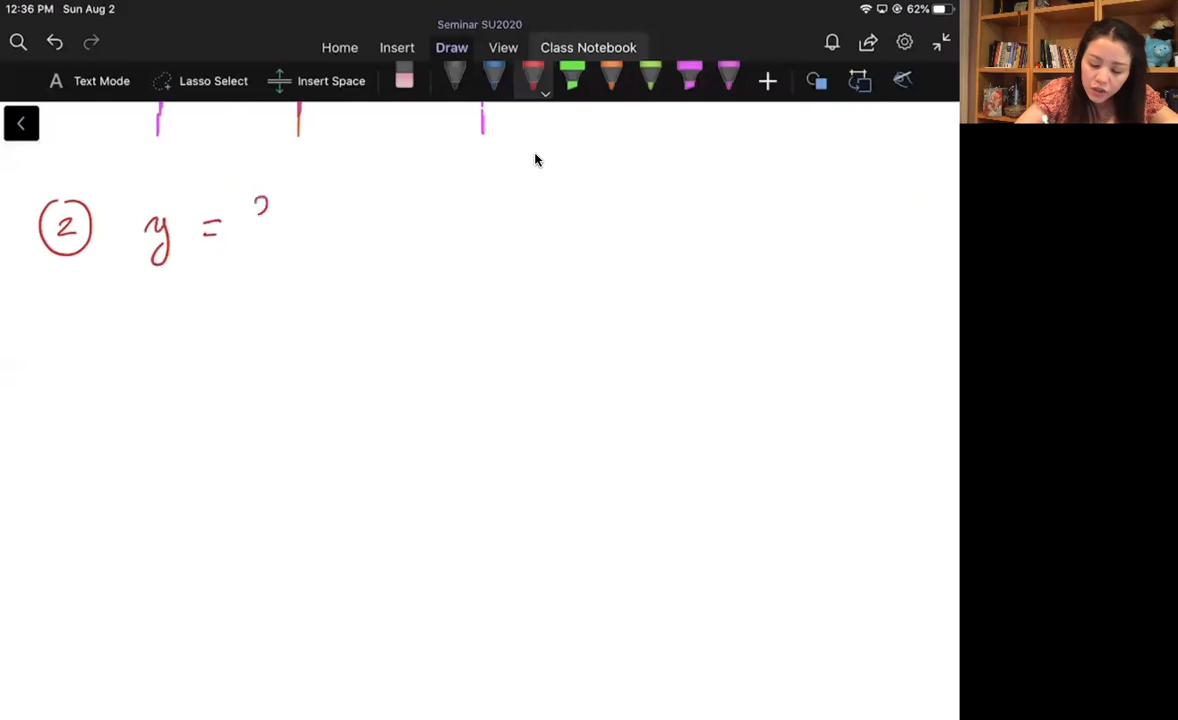 12:36 PM Sun Aug 2
62%
Seminar SU2020
Home Insert Draw View Class Notebook
Text Mode Lasso Select Insert Space
② y =